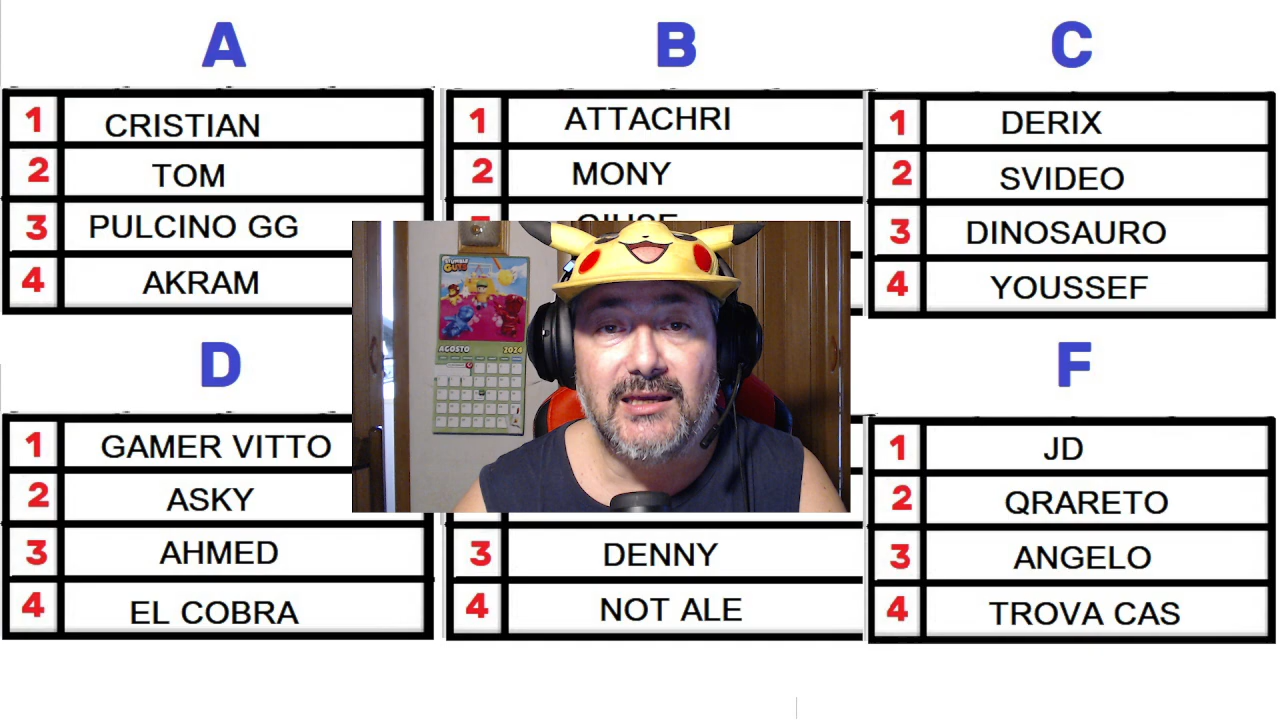 A
B
C
1 CRISTIAN
2 TOM
3 PULCINO GG
4 AKRAM
1 ATTACHRI
2 MONY
1 DERIX
2 SVIDEO
3 DINOSAURO
4 YOUSSEF
STUMBLE
GUYS
AGOSTO 2024
D
F
1 GAMER VITTO
2 ASKY
3 AHMED
4 EL COBRA
3 DENNY
4 NOT ALE
1 JD
2 QRARETO
3 ANGELO
4 TROVA CAS